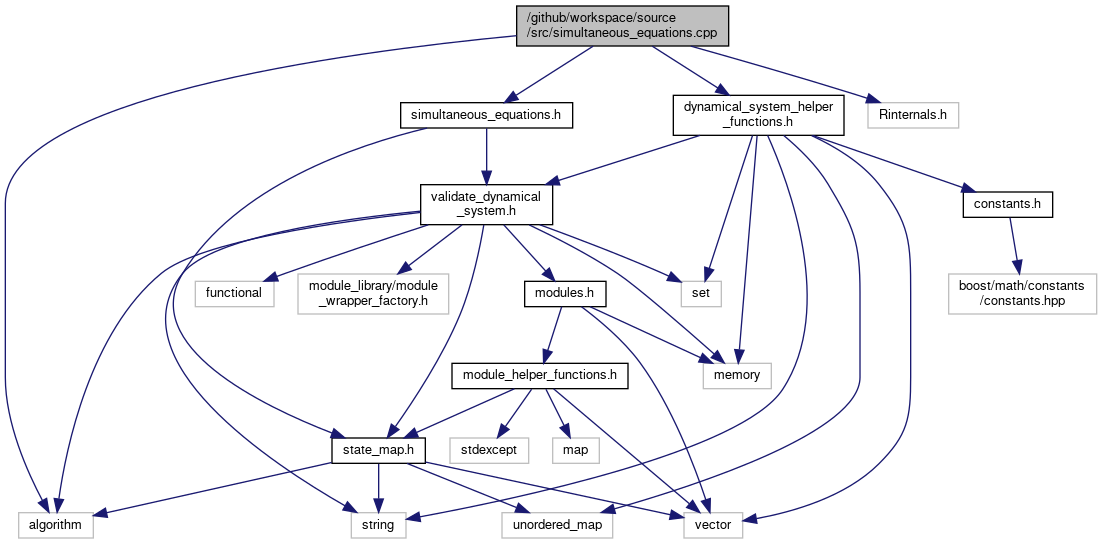 /github/workspace/source
/src/simultaneous_equations.cpp
simultaneous_equations.h
dynamical_system_helper
_functions.h
Rinternals.h
validate_dynamical
_system.h
constants.h
functional
module_library/module
_wrapper_factory.h
modules.h
set
boost/math/constants
/constants.hpp
module_helper_functions.h
memory
state_map.h
stdexcept
map
algorithm
string
unordered_map
vector